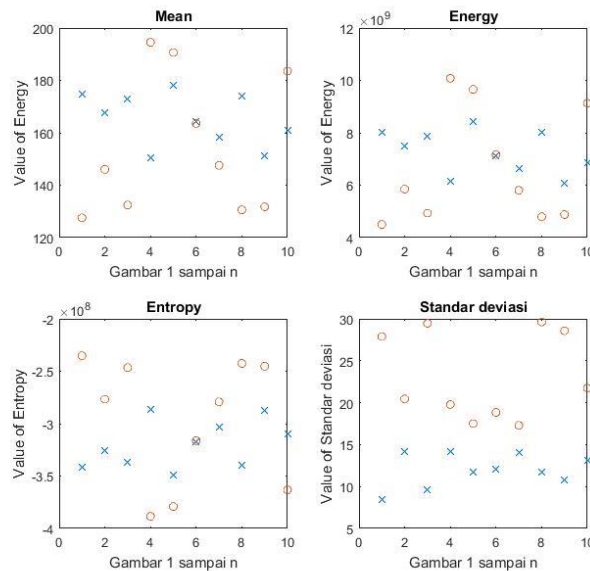 Mean
200
180
160
140
120
0 2 4 6 8 10
Value of Energy
Gambar 1 sampai n
Energy
×10⁹
12
10
8
6
4
0 2 4 6 8 10
Value of Energy
Gambar 1 sampai n
Entropy
×10⁸
-2
-2.5
-3
-3.5
-4
0 2 4 6 8 10
Value of Entropy
Gambar 1 sampai n
Standar deviasi
30
25
20
15
10
5
0 2 4 6 8 10
Value of Standar deviasi
Gambar 1 sampai n